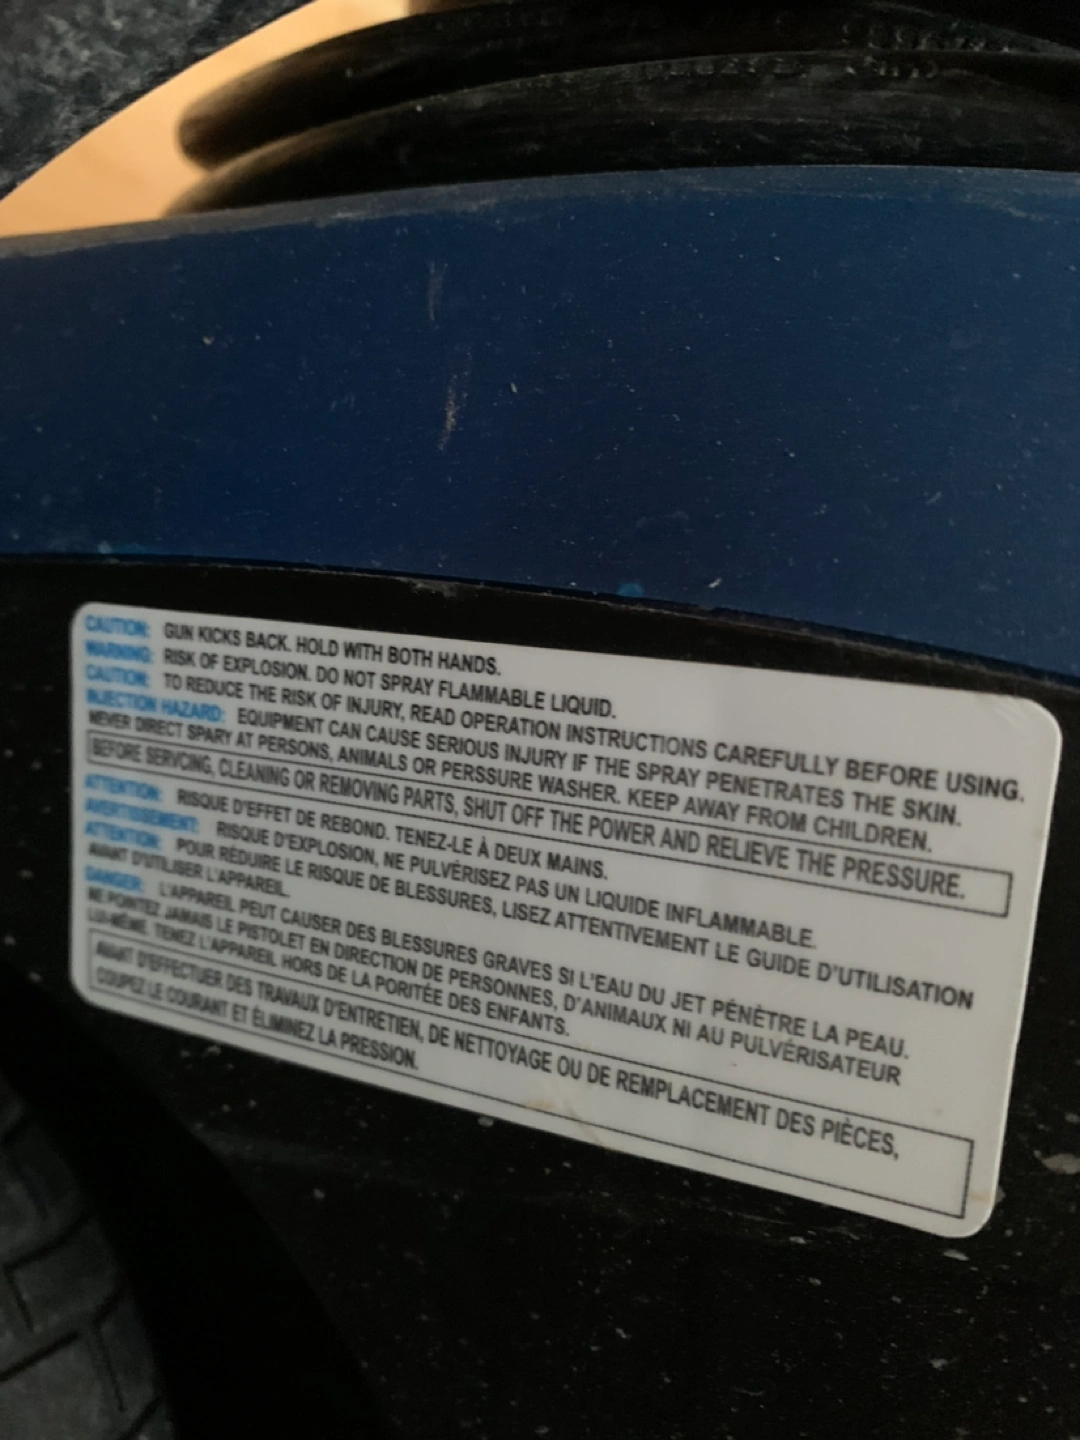 CAUTION: GUN KICKS BACK. HOLD WITH BOTH HANDS.
WARNING: RISK OF EXPLOSION. DO NOT SPRAY FLAMMABLE LIQUID.
CAUTION: TO REDUCE THE RISK OF INJURY, READ OPERATION INSTRUCTIONS CAREFULLY BEFORE USING.
INJECTION HAZARD: EQUIPMENT CAN CAUSE SERIOUS INJURY IF THE SPRAY PENETRATES THE SKIN.
NEVER DIRECT SPARY AT PERSONS, ANIMALS OR PERSSURE WASHER. KEEP AWAY FROM CHILDREN.
BEFORE SERVCING, CLEANING OR REMOVING PARTS, SHUT OFF THE POWER AND RELIEVE THE PRESSURE.
ATTENTION: RISQUE D'EFFET DE REBOND. TENEZ-LE À DEUX MAINS.
AVERTISSEMENT: RISQUE D'EXPLOSION, NE PULVÉRISEZ PAS UN LIQUIDE INFLAMMABLE.
ATTENTION: POUR RÉDUIRE LE RISQUE DE BLESSURES, LISEZ ATTENTIVEMENT LE GUIDE D'UTILISATION
AVANT D'UTILISER L'APPAREIL.
DANGER: L'APPAREIL PEUT CAUSER DES BLESSURES GRAVES SI L'EAU DU JET PÉNÈTRE LA PEAU.
NE POINTEZ JAMAIS LE PISTOLET EN DIRECTION DE PERSONNES, D'ANIMAUX NI AU PULVÉRISATEUR
LUI-MÊME. TENEZ L'APPAREIL HORS DE LA PORITÉE DES ENFANTS.
AVANT D'EFFECTUER DES TRAVAUX D'ENTRETIEN, DE NETTOYAGE OU DE REMPLACEMENT DES PIÈCES,
COUPEZ LE COURANT ET ÉLIMINEZ LA PRESSION.